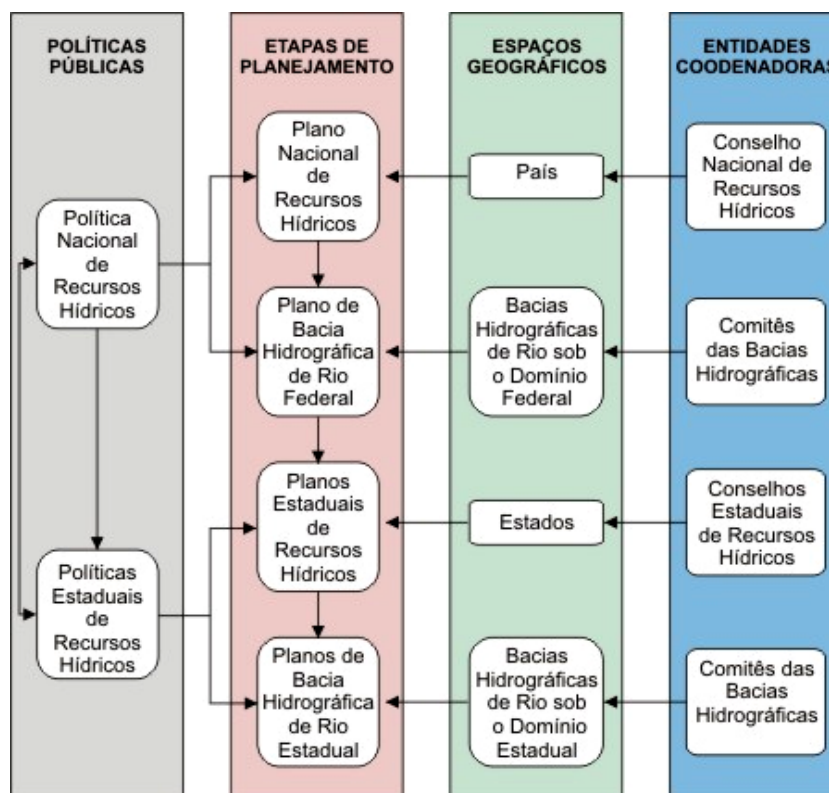 POLÍTICAS
PÚBLICAS
ETAPAS DE
PLANEJAMENTO
ESPAÇOS
GEOGRÁFICOS
ENTIDADES
COODENADORAS
Política
Nacional
de
Recursos
Hídricos
Políticas
Estaduais
de
Recursos
Hídricos
Plano
Nacional
de
Recursos
Hídricos
Plano de
Bacia
Hidrográfica
de Rio
Federal
Planos
Estaduais
de
Recursos
Hídricos
Planos de
Bacia
Hidrográfica
de Rio
Estadual
País
Bacias
Hidrográficas
de Rio sob
o Domínio
Federal
Estados
Bacias
Hidrográficas
de Rio sob
o Domínio
Estadual
Conselho
Nacional de
Recursos
Hídricos
Comitês
das Bacias
Hidrográficas
Conselhos
Estaduais
de Recursos
Hídricos
Comitês das
Bacias
Hidrográficas